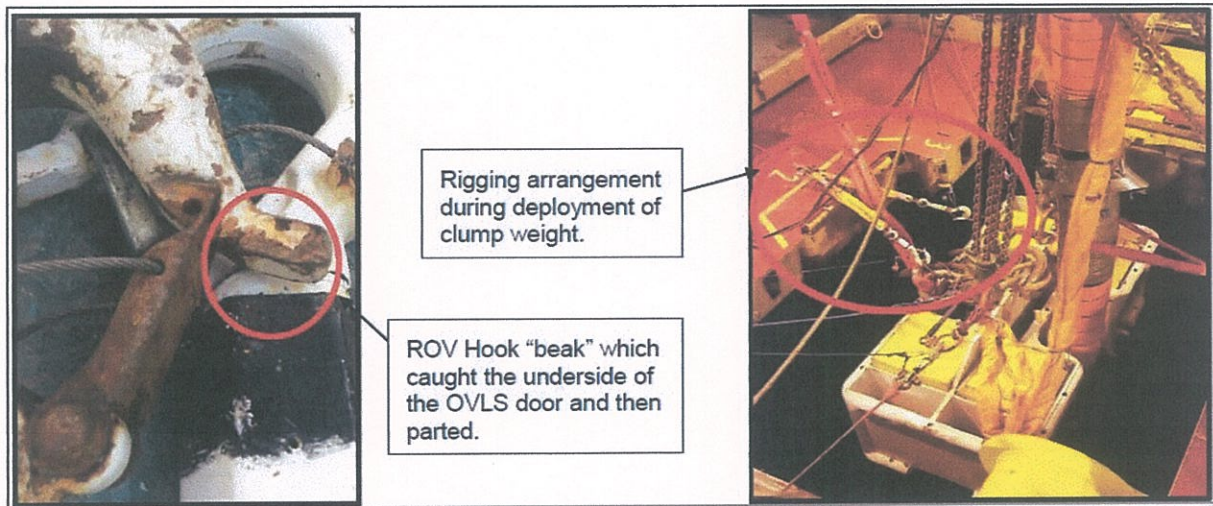 Rigging arrangement
during deployment of
clump weight.
ROV Hook “beak” which
caught the underside of
the OVLS door and then
parted.